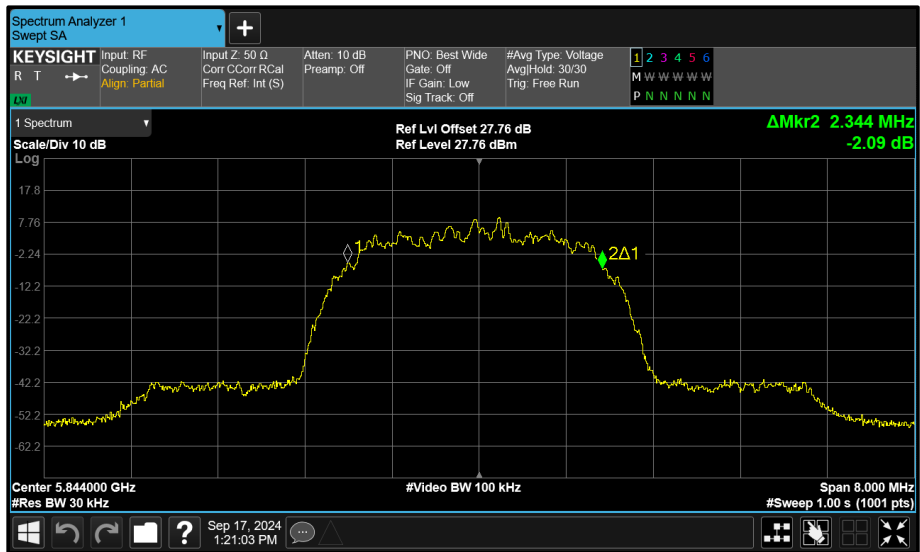 Spectrum Analyzer 1
Swept SA
+
KEYSIGHT
R T
LXI
Input: RF
Coupling: AC
Align: Partial
Input Z: 50 Ω
Corr CCorr RCal
Freq Ref: Int (S)
Atten: 10 dB
Preamp: Off
PNO: Best Wide
Gate: Off
IF Gain: Low
Sig Track: Off
#Avg Type: Voltage
Avg|Hold: 30/30
Trig: Free Run
1 2 3 4 5 6
M W W W W W
P N N N N N
1 Spectrum
Scale/Div 10 dB
Ref Lvl Offset 27.76 dB
Ref Level 27.76 dBm
ΔMkr2 2.344 MHz
-2.09 dB
Log
17.8
7.76
-2.24
-12.2
-22.2
-32.2
-42.2
-52.2
-62.2
1
2Δ1
Center 5.844000 GHz
#Res BW 30 kHz
#Video BW 100 kHz
Span 8.000 MHz
#Sweep 1.00 s (1001 pts)
?
Sep 17, 2024
1:21:03 PM